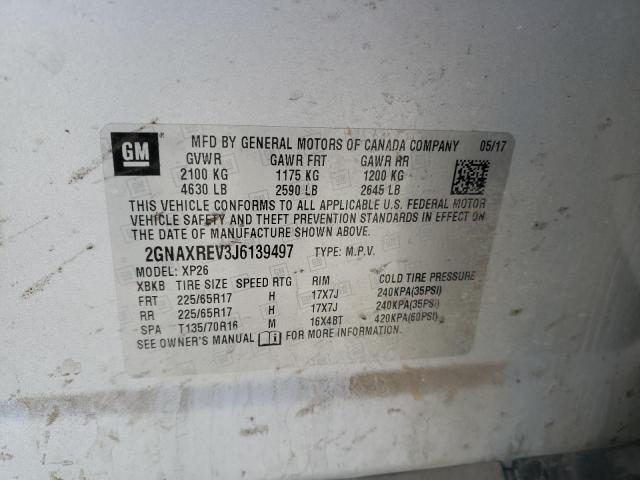 GM MFD BY GENERAL MOTORS OF CANADA COMPANY 05/17
GVWR GAWR FRT GAWR RR
2100 KG 1175 KG 1200 KG
4630 LB 2590 LB 2645 LB
THIS VEHICLE CONFORMS TO ALL APPLICABLE U.S. FEDERAL MOTOR
VEHICLE SAFETY AND THEFT PREVENTION STANDARDS IN EFFECT ON
THE DATE OF MANUFACTURE SHOWN ABOVE.
2GNAXREV3J6139497 TYPE: M.P.V.
MODEL: XP26
XBKB TIRE SIZE SPEED RTG RIM COLD TIRE PRESSURE
FRT 225/65R17 H 17X7J 240KPA(35PSI)
RR 225/65R17 H 17X7J 240KPA(35PSI)
SPA T135/70R16 M 16X4BT 420KPA(60PSI)
SEE OWNER'S MANUAL FOR MORE INFORMATION.